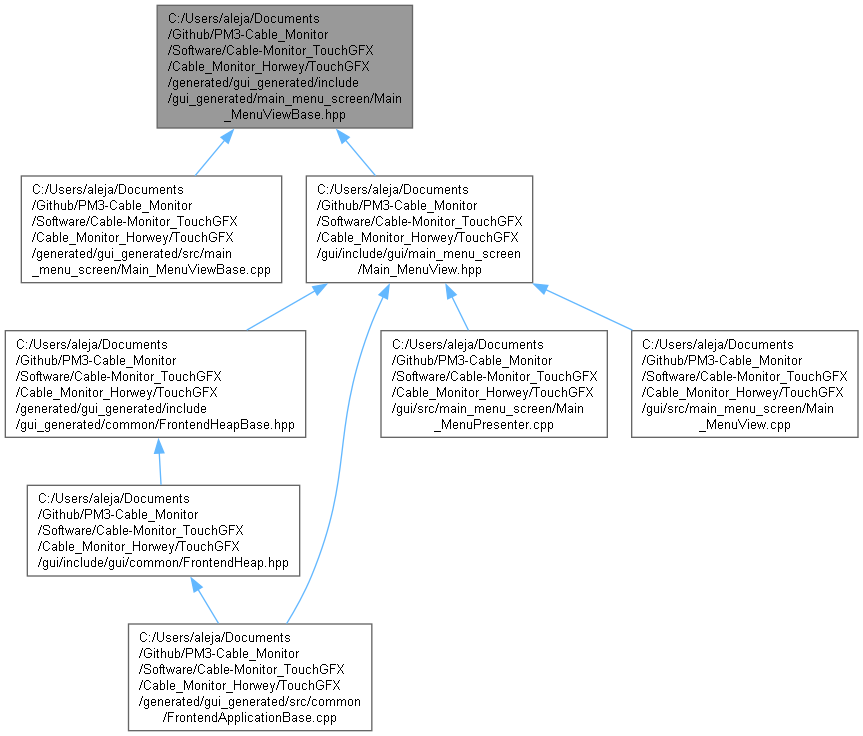 C:/Users/aleja/Documents
/Github/PM3-Cable_Monitor
/Software/Cable-Monitor_TouchGFX
/Cable_Monitor_Horwey/TouchGFX
/generated/gui_generated/include
/gui_generated/main_menu_screen/Main
_MenuViewBase.hpp
C:/Users/aleja/Documents
/Github/PM3-Cable_Monitor
/Software/Cable-Monitor_TouchGFX
/Cable_Monitor_Horwey/TouchGFX
/generated/gui_generated/src/main
_menu_screen/Main_MenuViewBase.cpp
C:/Users/aleja/Documents
/Github/PM3-Cable_Monitor
/Software/Cable-Monitor_TouchGFX
/Cable_Monitor_Horwey/TouchGFX
/gui/include/gui/main_menu_screen
/Main_MenuView.hpp
C:/Users/aleja/Documents
/Github/PM3-Cable_Monitor
/Software/Cable-Monitor_TouchGFX
/Cable_Monitor_Horwey/TouchGFX
/generated/gui_generated/include
/gui_generated/common/FrontendHeapBase.hpp
C:/Users/aleja/Documents
/Github/PM3-Cable_Monitor
/Software/Cable-Monitor_TouchGFX
/Cable_Monitor_Horwey/TouchGFX
/gui/src/main_menu_screen/Main
_MenuPresenter.cpp
C:/Users/aleja/Documents
/Github/PM3-Cable_Monitor
/Software/Cable-Monitor_TouchGFX
/Cable_Monitor_Horwey/TouchGFX
/gui/src/main_menu_screen/Main
_MenuView.cpp
C:/Users/aleja/Documents
/Github/PM3-Cable_Monitor
/Software/Cable-Monitor_TouchGFX
/Cable_Monitor_Horwey/TouchGFX
/gui/include/gui/common/FrontendHeap.hpp
C:/Users/aleja/Documents
/Github/PM3-Cable_Monitor
/Software/Cable-Monitor_TouchGFX
/Cable_Monitor_Horwey/TouchGFX
/generated/gui_generated/src/common
/FrontendApplicationBase.cpp